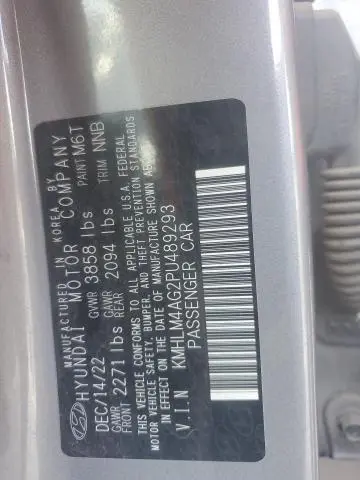 MANUFACTURED IN KOREA BY
HYUNDAI MOTOR COMPANY
DEC/14/22 GVWR 3858 lbs PAINT M6T
GAWR FRONT 2271 lbs GAWR REAR 2094 lbs TRIM NNB
THIS VEHICLE CONFORMS TO ALL APPLICABLE U.S.A. FEDERAL
MOTOR VEHICLE SAFETY, BUMPER, AND THEFT PREVENTION STANDARDS
IN EFFECT ON THE DATE OF MANUFACTURE SHOWN ABOVE
V.I.N KMHLM4AG2PU489293
PASSENGER CAR